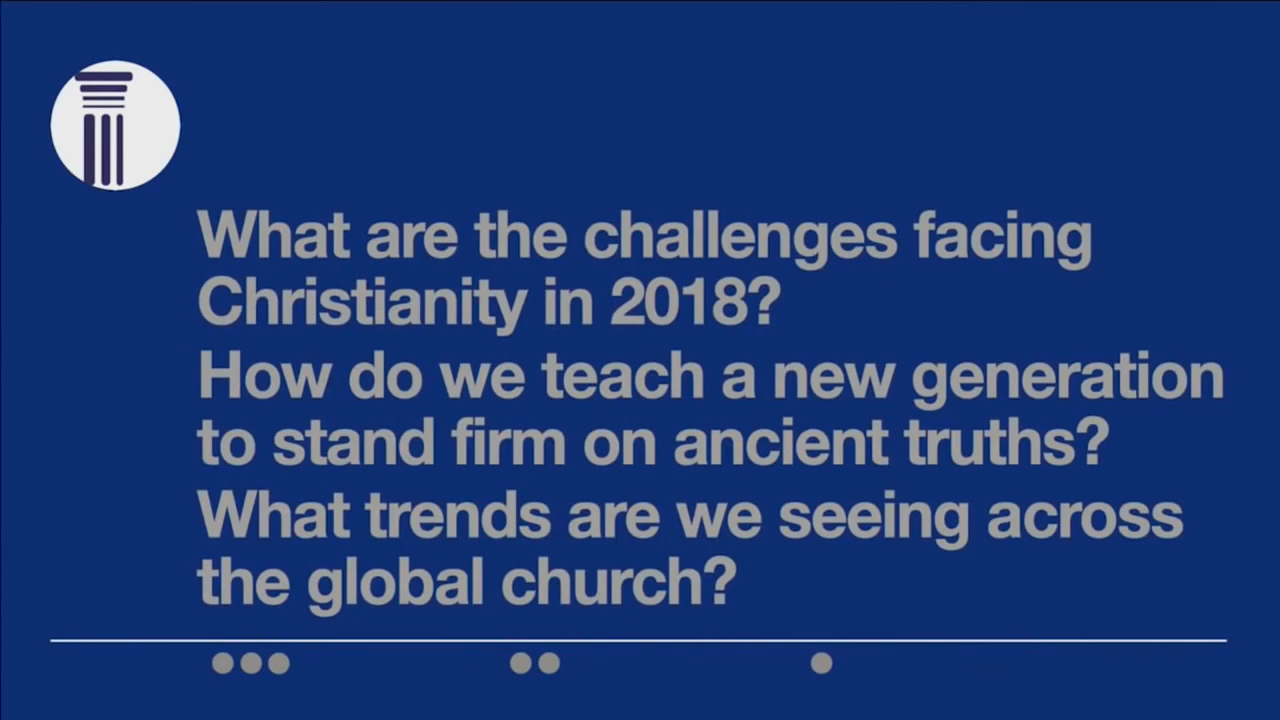 What are the challenges facing
Christianity in 2018?
How do we teach a new generation
to stand firm on ancient truths?
What trends are we seeing across
the global church?